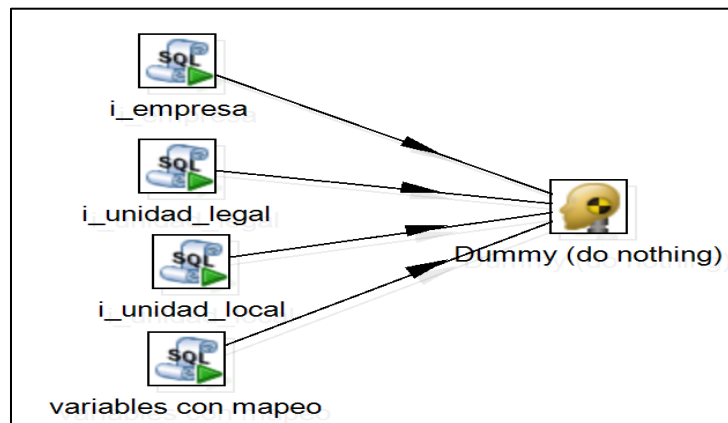 SQL
i_empresa
SQL
i_unidad_legal
SQL
i_unidad_local
SQL
variables con mapeo
Dummy (do nothing)